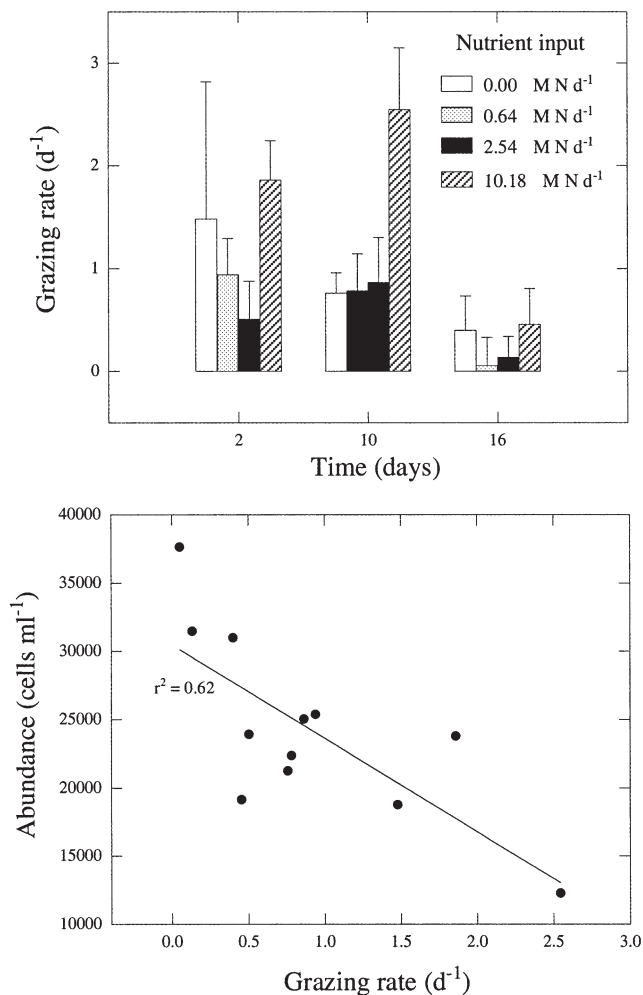 Nutrient input
0.00 M N d⁻¹
0.64 M N d⁻¹
2.54 M N d⁻¹
10.18 M N d⁻¹
Grazing rate (d⁻¹)
3
2
1
0
2 10 16
Time (days)
40000
35000
30000
25000
20000
15000
10000
Abundance (cells ml⁻¹)
r² = 0.62
0.0 0.5 1.0 1.5 2.0 2.5 3.0
Grazing rate (d⁻¹)